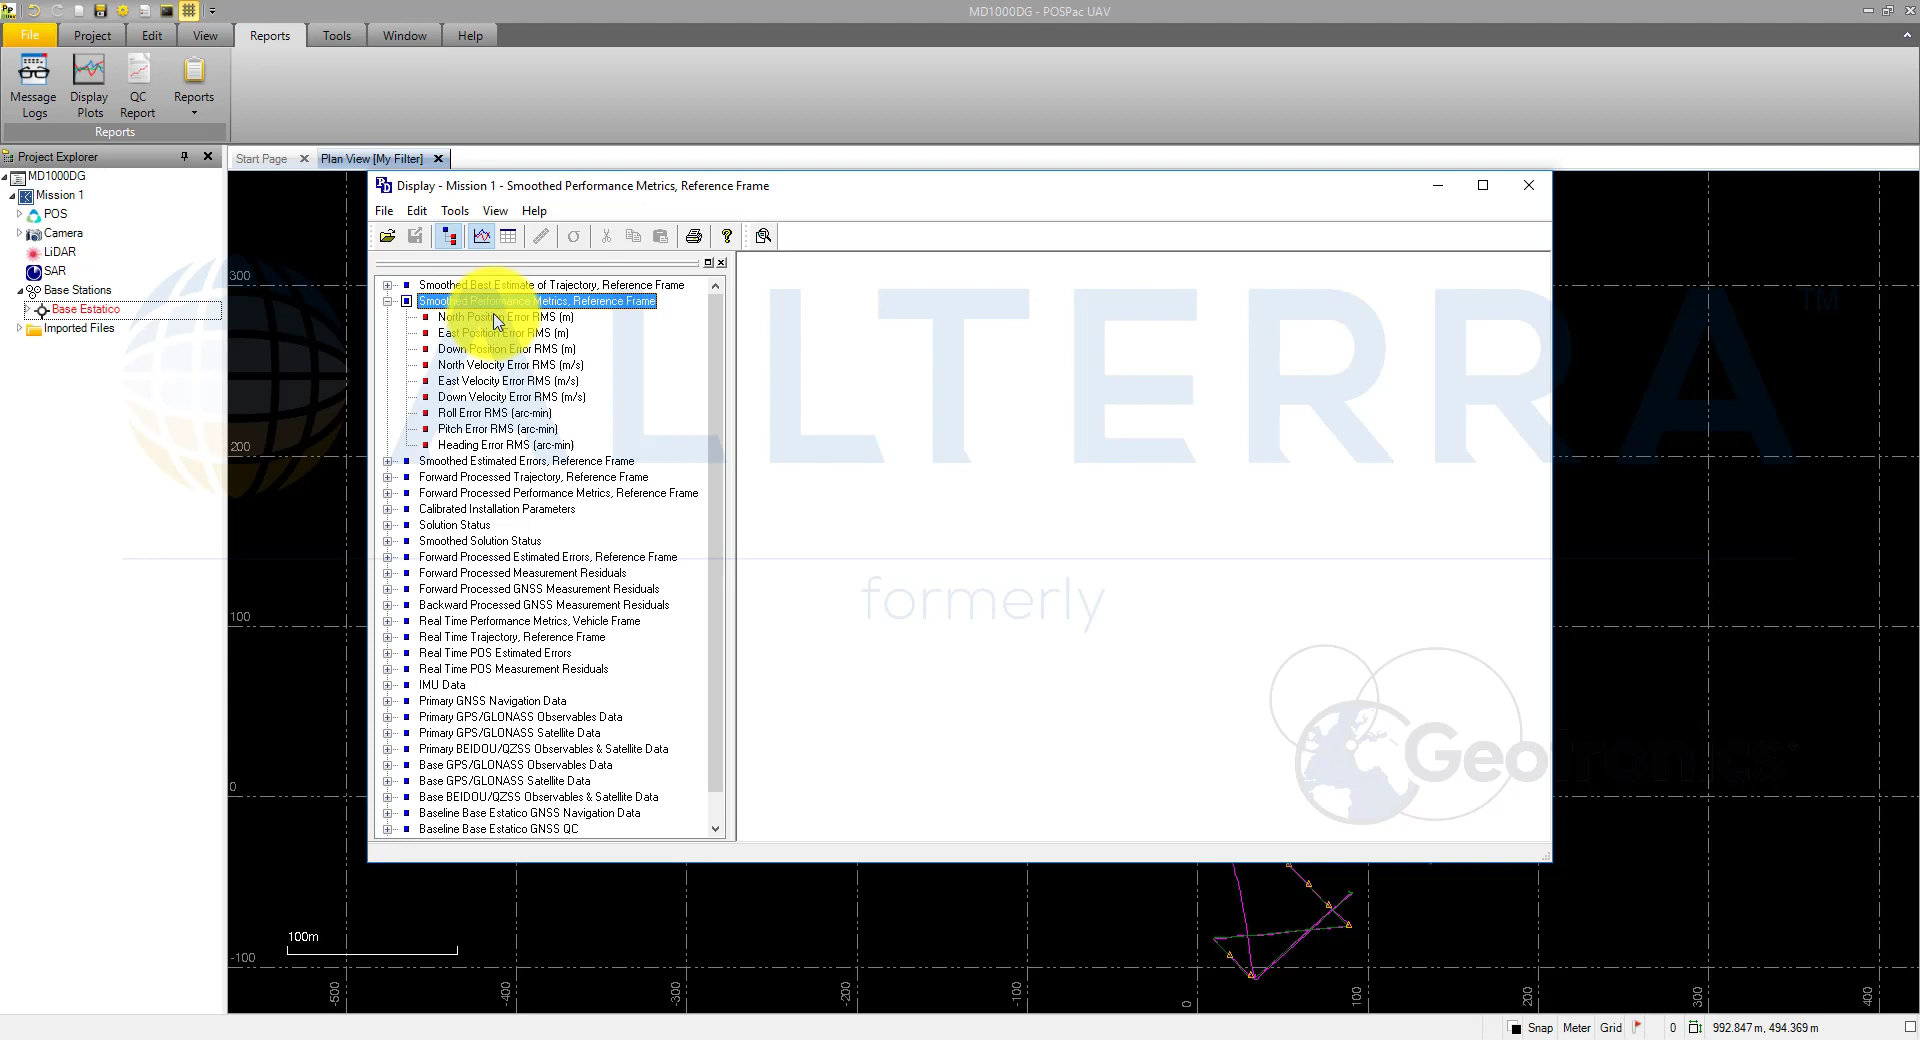 MD1000DG - POSPac UAV
File
Project
Edit
View
Reports
Tools
Window
Help
Message Logs
Display Plots
QC Report
Reports
Reports
Project Explorer
MD1000DG
Mission 1
POS
Camera
LiDAR
SAR
Base Stations
Base Estatico
Imported Files
Start Page
Plan View [My Filter]
Display - Mission 1 - Smoothed Performance Metrics, Reference Frame
File Edit Tools View Help
Smoothed Best Estimate of Trajectory, Reference Frame
Smoothed Performance Metrics, Reference Frame
North Position Error RMS (m)
East Position Error RMS (m)
Down Position Error RMS (m)
North Velocity Error RMS (m/s)
East Velocity Error RMS (m/s)
Down Velocity Error RMS (m/s)
Roll Error RMS (arc-min)
Pitch Error RMS (arc-min)
Heading Error RMS (arc-min)
Smoothed Estimated Errors, Reference Frame
Forward Processed Trajectory, Reference Frame
Forward Processed Performance Metrics, Reference Frame
Calibrated Installation Parameters
Solution Status
Smoothed Solution Status
Forward Processed Estimated Errors, Reference Frame
Forward Processed Measurement Residuals
Forward Processed GNSS Measurement Residuals
Backward Processed GNSS Measurement Residuals
Real Time Performance Metrics, Vehicle Frame
Real Time Trajectory, Reference Frame
Real Time POS Estimated Errors
Real Time POS Measurement Residuals
IMU Data
Primary GNSS Navigation Data
Primary GPS/GLONASS Observables Data
Primary GPS/GLONASS Satellite Data
Primary BEIDOU/QZSS Observables & Satellite Data
Base GPS/GLONASS Observables Data
Base GPS/GLONASS Satellite Data
Base BEIDOU/QZSS Observables & Satellite Data
Baseline Base Estatico GNSS Navigation Data
Baseline Base Estatico GNSS QC
ALLTERRA
TM
formerly
Geotronics
300
200
100
0
-100
100m
-500
-400
-300
-200
-100
0
100
200
300
400
Snap Meter Grid 0 992.847 m, 494.369 m